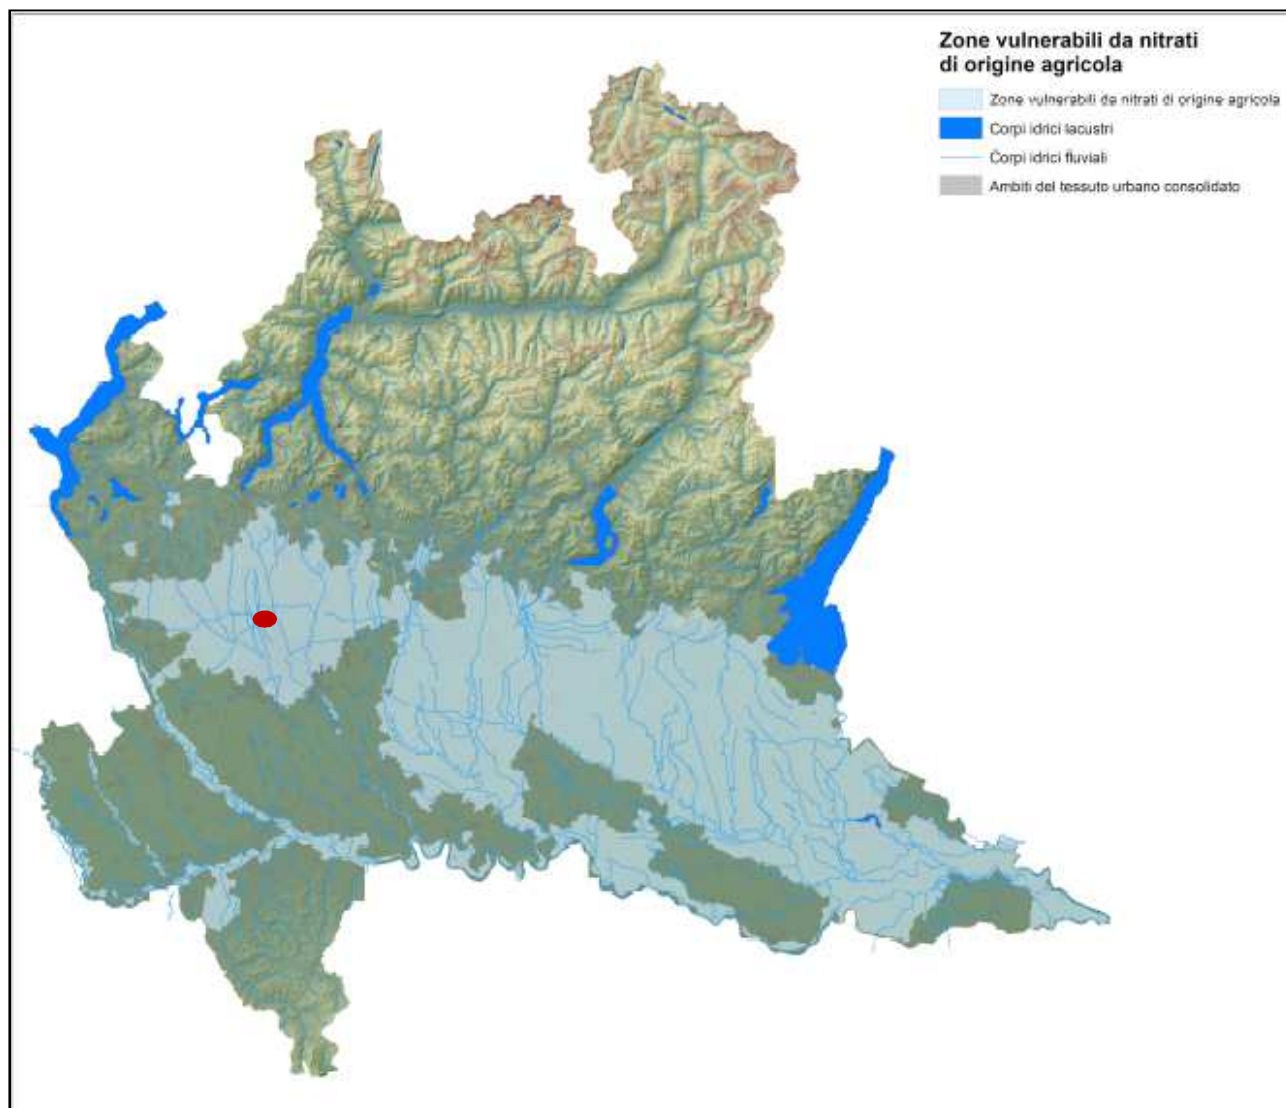 Zone vulnerabili da nitrati
di origine agricola
Zone vulnerabili da nitrati di origine agricola
Corpi idrici lacustri
Corpi idrici fluviali
Ambiti del tessuto urbano consolidato